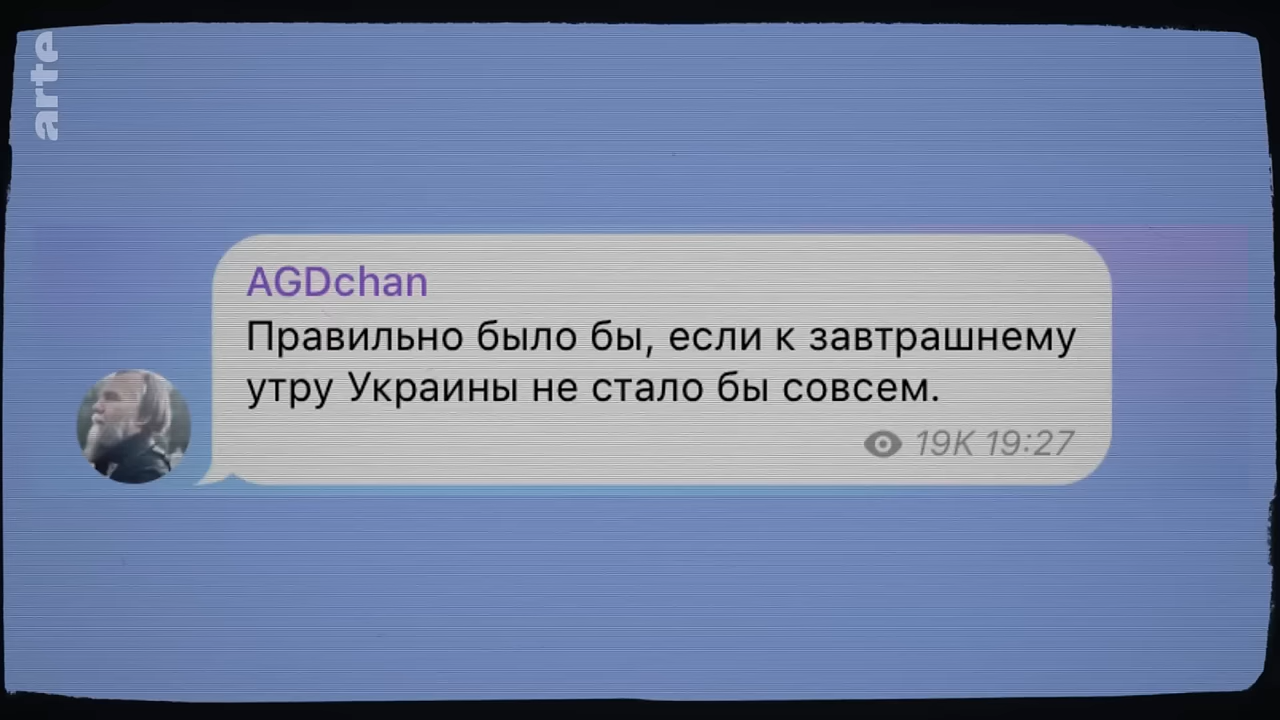 arte
AGDchan
Правильно было бы, если к завтрашнему
утру Украины не стало бы совсем.
19K 19:27